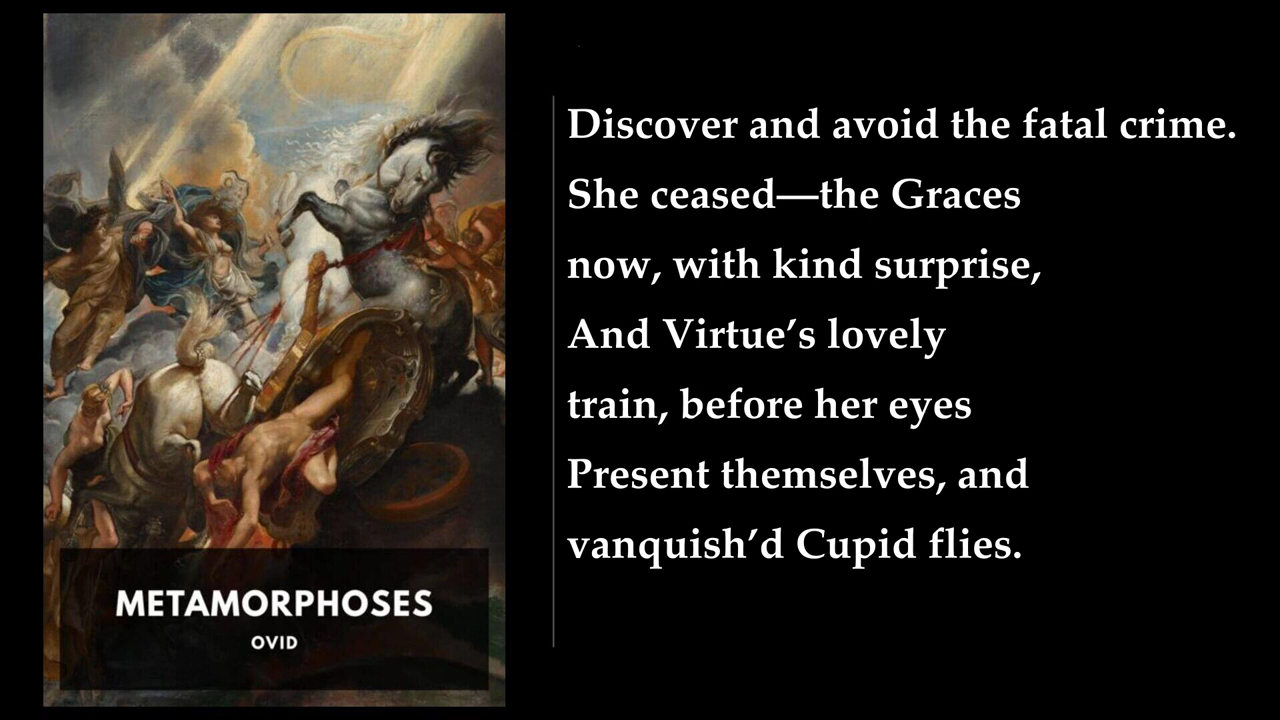 METAMORPHOSES
OVID
Discover and avoid the fatal crime.
She ceased—the Graces
now, with kind surprise,
And Virtue’s lovely
train, before her eyes
Present themselves, and
vanquish’d Cupid flies.